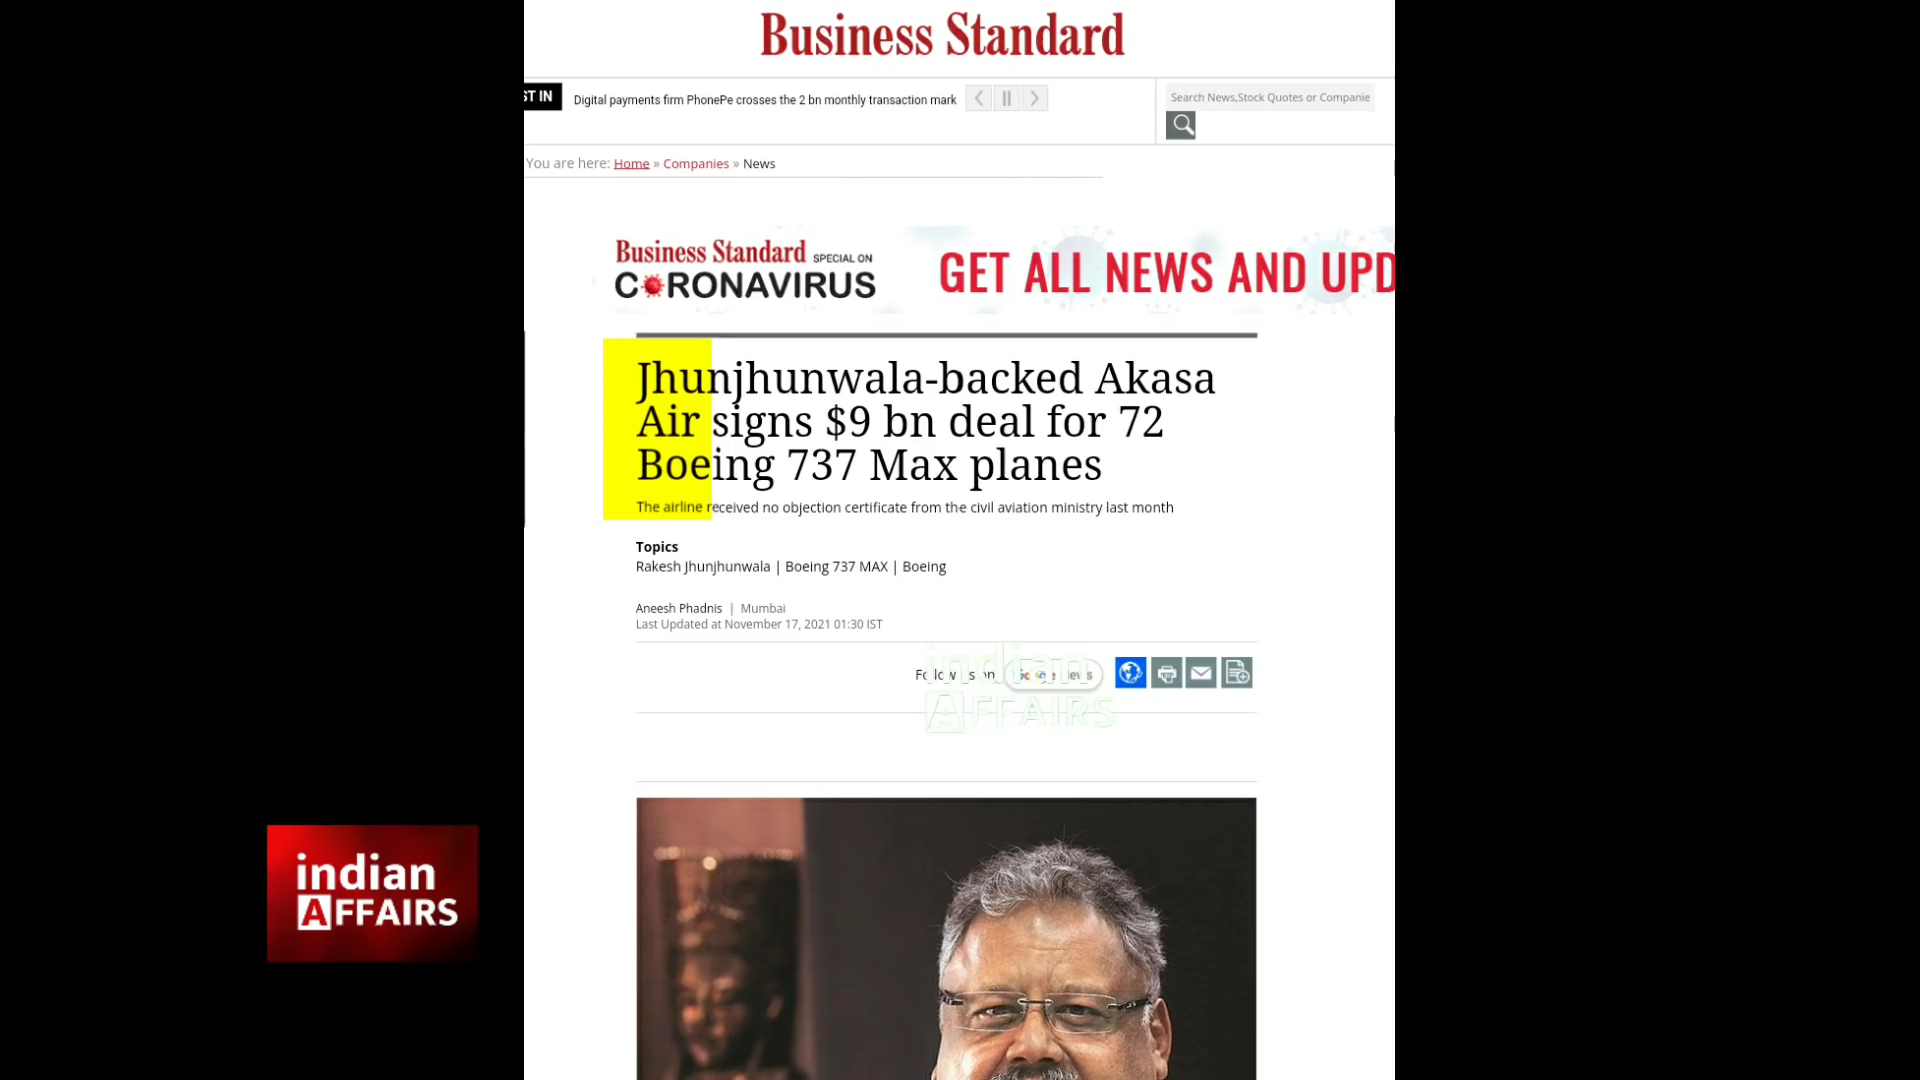 Business Standard
ST IN
Digital payments firm PhonePe crosses the 2 bn monthly transaction mark
Search News,Stock Quotes or Companie
You are here: Home » Companies » News
Business Standard SPECIAL ON
CORONAVIRUS
GET ALL NEWS AND UPD
Jhunjhunwala-backed Akasa
Air signs $9 bn deal for 72
Boeing 737 Max planes
The airline received no objection certificate from the civil aviation ministry last month
Topics
Rakesh Jhunjhunwala | Boeing 737 MAX | Boeing
Aneesh Phadnis | Mumbai
Last Updated at November 17, 2021 01:30 IST
indian
AFFAIRS
indian
AFFAIRS